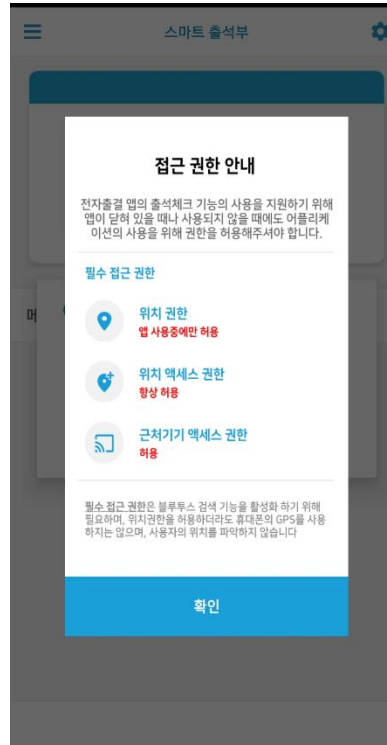 스마트 출석부
접근 권한 안내
전자출결 앱의 출석체크 기능의 사용을 지원하기 위해
앱이 닫혀 있을 때나 사용되지 않을 때에도 어플리케
이션의 사용을 위해 권한을 허용해주셔야 합니다.
필수 접근 권한
위치 권한
앱 사용중에만 허용
위치 액세스 권한
항상 허용
근처기기 액세스 권한
허용
필수 접근 권한은 블루투스 검색 기능을 활성화 하기 위해
필요하며, 위치권한을 허용하더라도 휴대폰의 GPS를 사용
하지는 않으며, 사용자의 위치를 파악하지 않습니다
확인